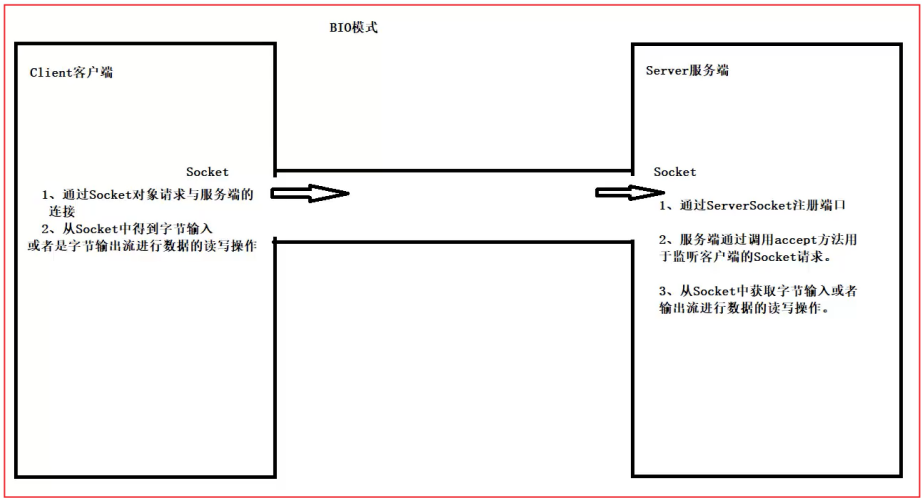 BIO模式
Client客户端
Socket
1、通过Socket对象请求与服务端的
连接
2、从Socket中得到字节输入
或者是字节输出流进行数据的读写操作
Server服务端
Socket
1、通过ServerSocket注册端口
2、服务端通过调用accept方法用
于监听客户端的Socket请求。
3、从Socket中获取字节输入或者
输出流进行数据的读写操作。